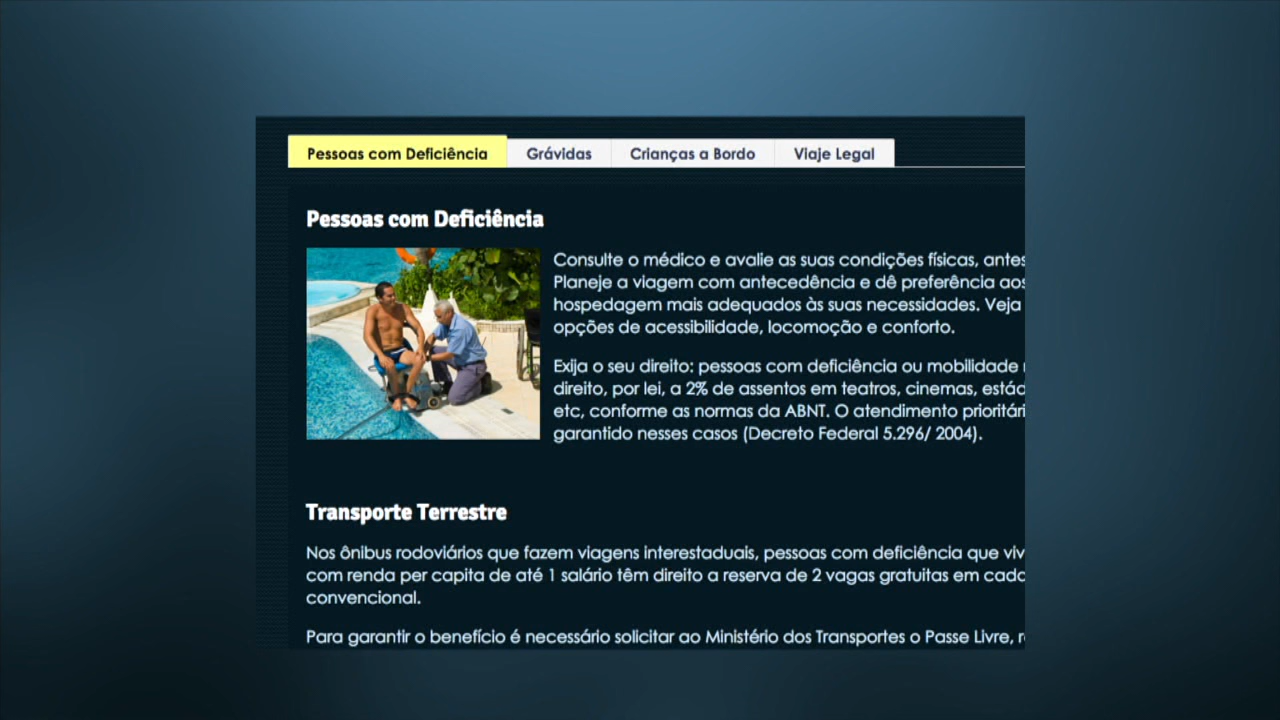 Pessoas com Deficiência
Grávidas
Crianças a Bordo
Viaje Legal
Pessoas com Deficiência
Consulte o médico e avalie as suas condições físicas, antes
Planeje a viagem com antecedência e dê preferência aos
hospedagem mais adequados às suas necessidades. Veja
opções de acessibilidade, locomoção e conforto.
Exija o seu direito: pessoas com deficiência ou mobilidade
direito, por lei, a 2% de assentos em teatros, cinemas, estád
etc, conforme as normas da ABNT. O atendimento prioritári
garantido nesses casos (Decreto Federal 5.296/ 2004).
Transporte Terrestre
Nos ônibus rodoviários que fazem viagens interestaduais, pessoas com deficiência que viv
com renda per capita de até 1 salário têm direito a reserva de 2 vagas gratuitas em cada
convencional.
Para garantir o benefício é necessário solicitar ao Ministério dos Transportes o Passe Livre,